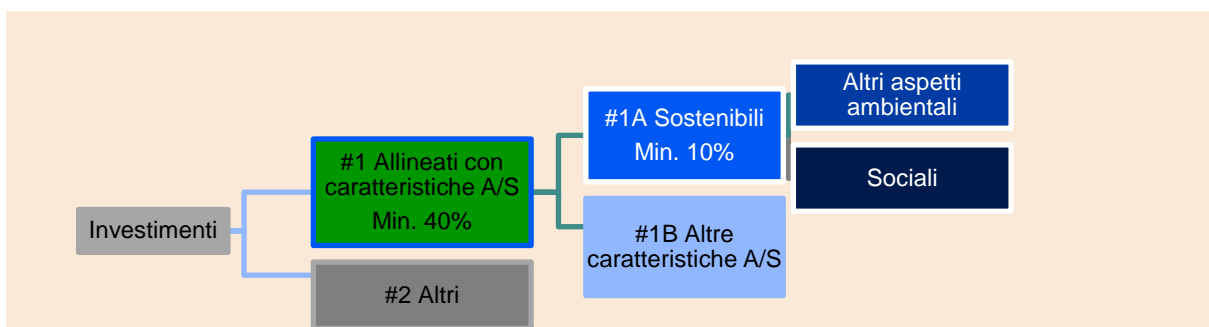 Investimenti
#1 Allineati con
caratteristiche A/S
Min. 40%
#2 Altri
#1A Sostenibili
Min. 10%
#1B Altre
caratteristiche A/S
Altri aspetti
ambientali
Sociali